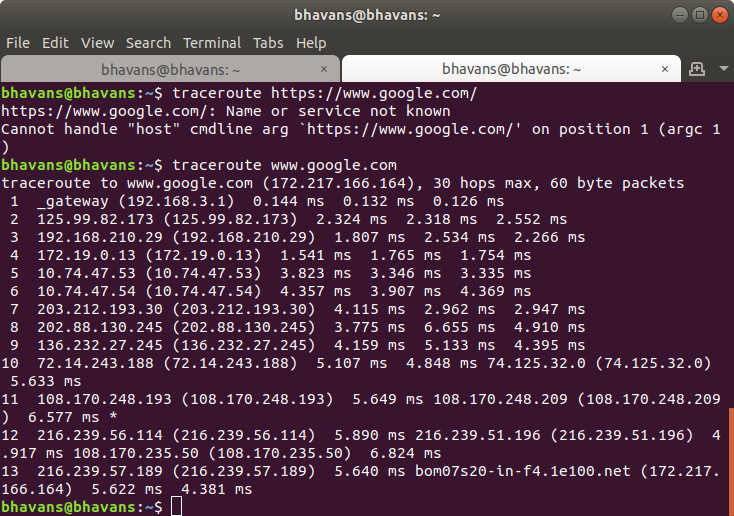 bhavans@bhavans: ~
File Edit View Search Terminal Tabs Help
bhavans@bhavans: ~ × bhavans@bhavans: ~ ×
bhavans@bhavans:~$ traceroute https://www.google.com/
https://www.google.com/: Name or service not known
Cannot handle "host" cmdline arg `https://www.google.com/' on position 1 (argc 1
)
bhavans@bhavans:~$ traceroute www.google.com
traceroute to www.google.com (172.217.166.164), 30 hops max, 60 byte packets
 1  _gateway (192.168.3.1)  0.144 ms  0.132 ms  0.126 ms
 2  125.99.82.173 (125.99.82.173)  2.324 ms  2.318 ms  2.552 ms
 3  192.168.210.29 (192.168.210.29)  1.807 ms  2.534 ms  2.266 ms
 4  172.19.0.13 (172.19.0.13)  1.541 ms  1.765 ms  1.754 ms
 5  10.74.47.53 (10.74.47.53)  3.823 ms  3.346 ms  3.335 ms
 6  10.74.47.54 (10.74.47.54)  4.357 ms  3.907 ms  4.369 ms
 7  203.212.193.30 (203.212.193.30)  4.115 ms  2.962 ms  2.947 ms
 8  202.88.130.245 (202.88.130.245)  3.775 ms  6.655 ms  4.910 ms
 9  136.232.27.245 (136.232.27.245)  4.159 ms  5.133 ms  4.395 ms
10  72.14.243.188 (72.14.243.188)  5.107 ms  4.848 ms 74.125.32.0 (74.125.32.0)
 5.633 ms
11  108.170.248.193 (108.170.248.193)  5.649 ms 108.170.248.209 (108.170.248.209
)  6.577 ms *
12  216.239.56.114 (216.239.56.114)  5.890 ms 216.239.51.196 (216.239.51.196)  4
.917 ms 108.170.235.50 (108.170.235.50)  6.824 ms
13  216.239.57.189 (216.239.57.189)  5.640 ms bom07s20-in-f4.1e100.net (172.217.
166.164)  5.622 ms  4.381 ms
bhavans@bhavans:~$